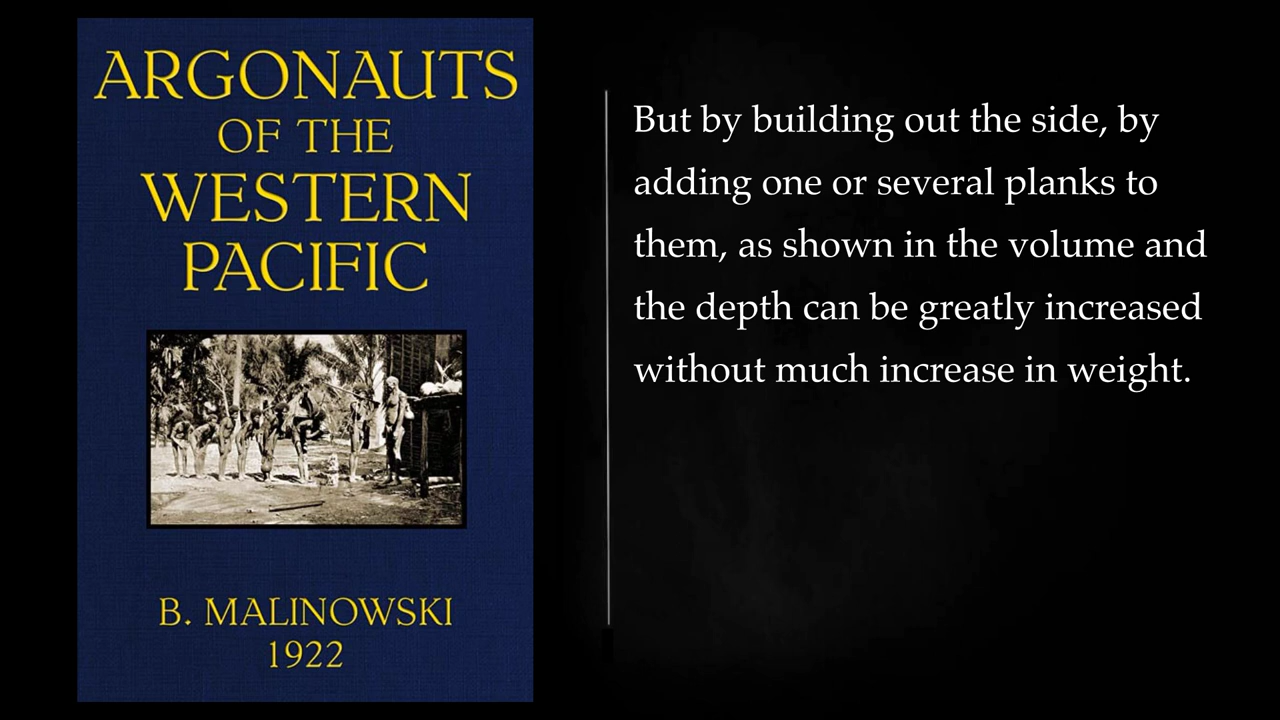 ARGONAUTS
OF THE
WESTERN
PACIFIC
B. MALINOWSKI
1922
But by building out the side, by
adding one or several planks to
them, as shown in the volume and
the depth can be greatly increased
without much increase in weight.